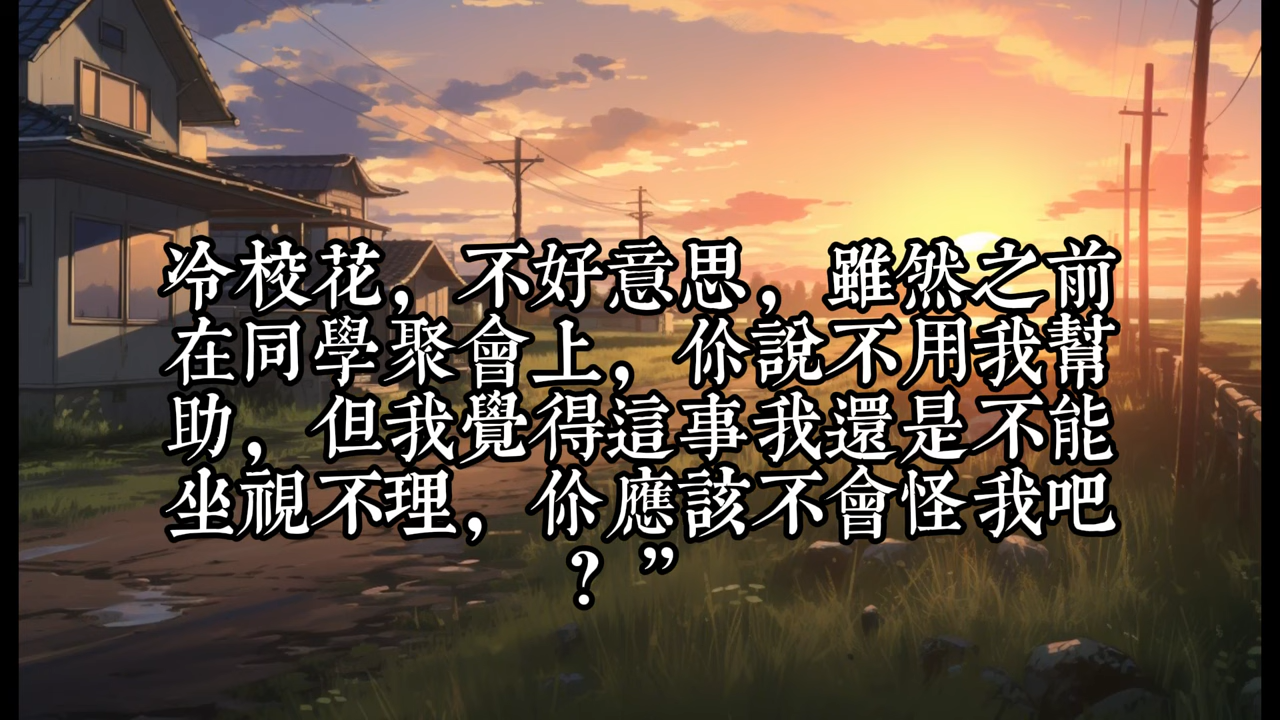 冷校花，不好意思，雖然之前
在同學聚會上，你說不用我幫
助，但我覺得這事我還是不能
坐視不理，你應該不會怪我吧
？”